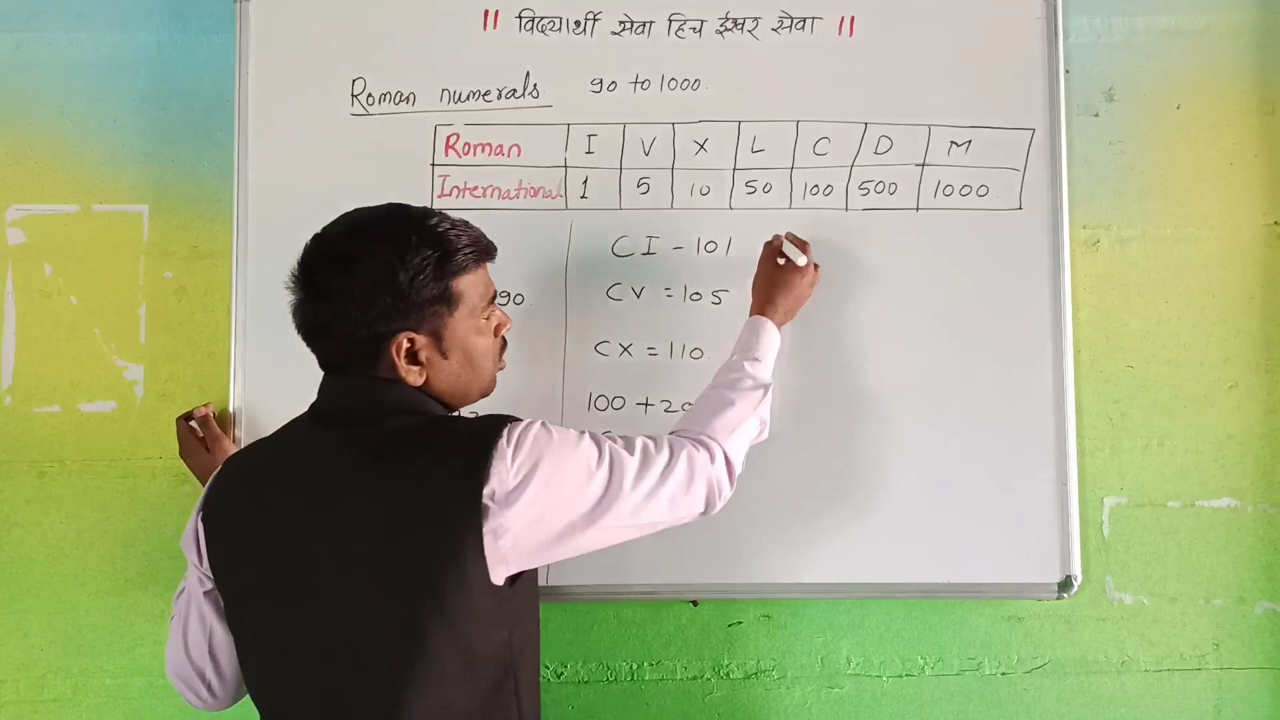 || विद्यार्थी सेवा हिच ईश्वर सेवा ||
Roman numerals 90 to 1000.
Roman I V X L C D M
International 1 5 10 50 100 500 1000
CI - 101
CV = 105
90
CX = 110.
100 + 20